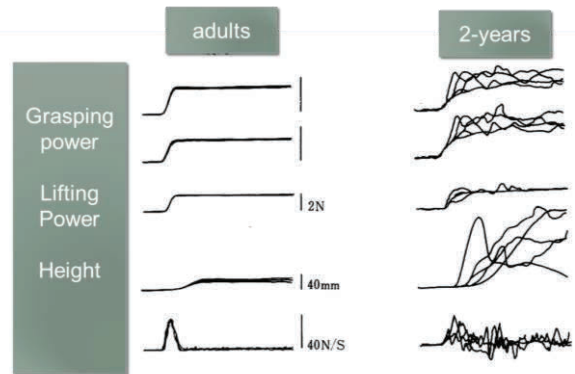 adults
2-years
Grasping
power
Lifting
Power
2N
Height
40mm
40N/S